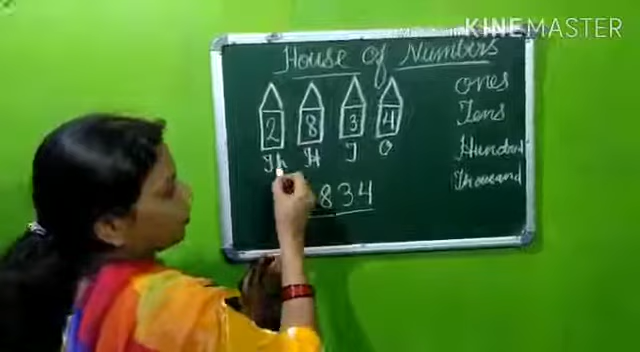 KINEMASTER
House of Numbers
2 8 3 4
Th H T O
834
Ones
Tens
Hundred
Thousand